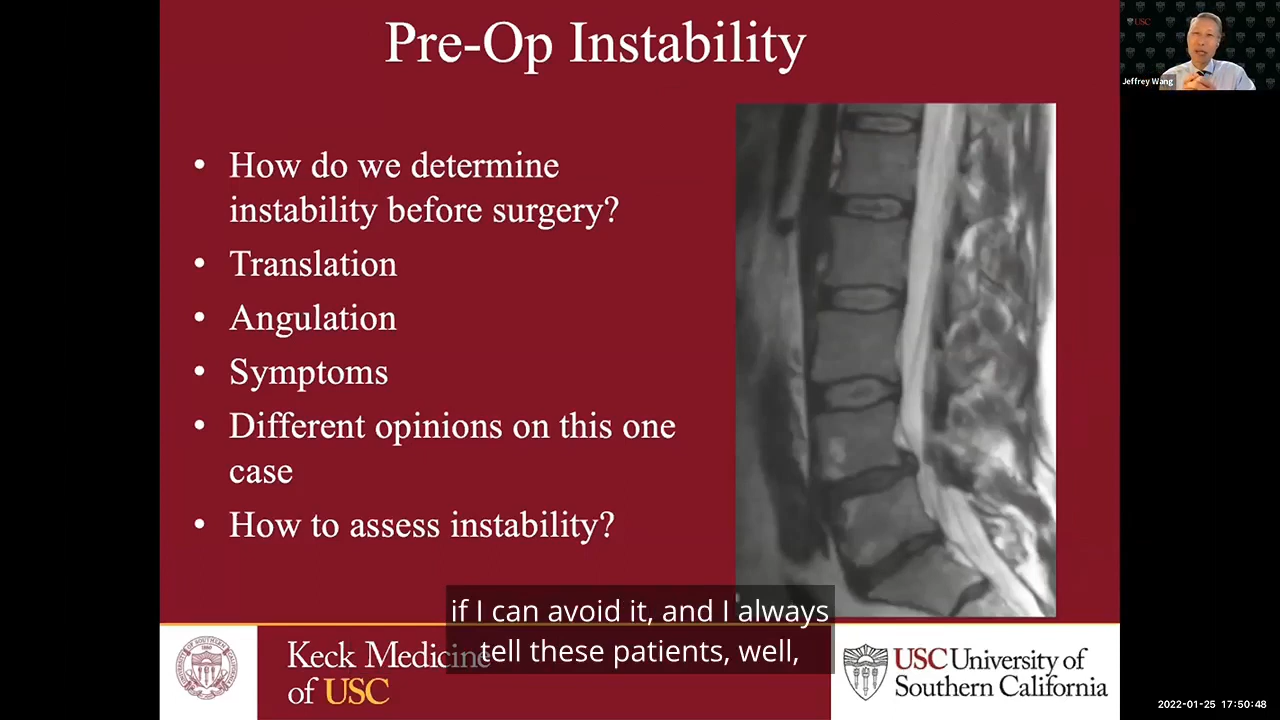 Pre-Op Instability
• How do we determine
instability before surgery?
• Translation
• Angulation
• Symptoms
• Different opinions on this one
case
• How to assess instability?
if I can avoid it, and I always
tell these patients, well,
Keck Medicine
of USC
USC University of
Southern California
USC
Jeffrey Wang
2022-01-25 17:50:48